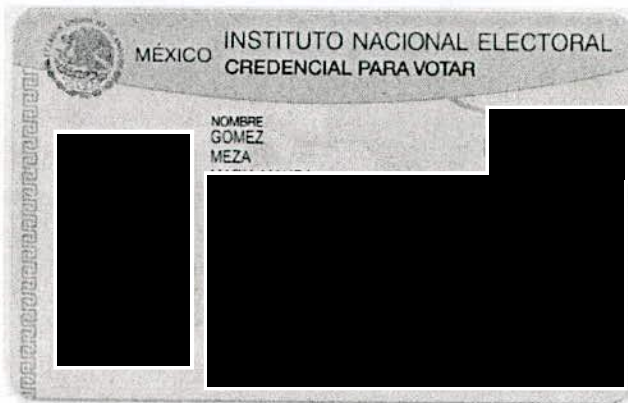 MÉXICO INSTITUTO NACIONAL ELECTORAL
CREDENCIAL PARA VOTAR
NOMBRE
GOMEZ
MEZA